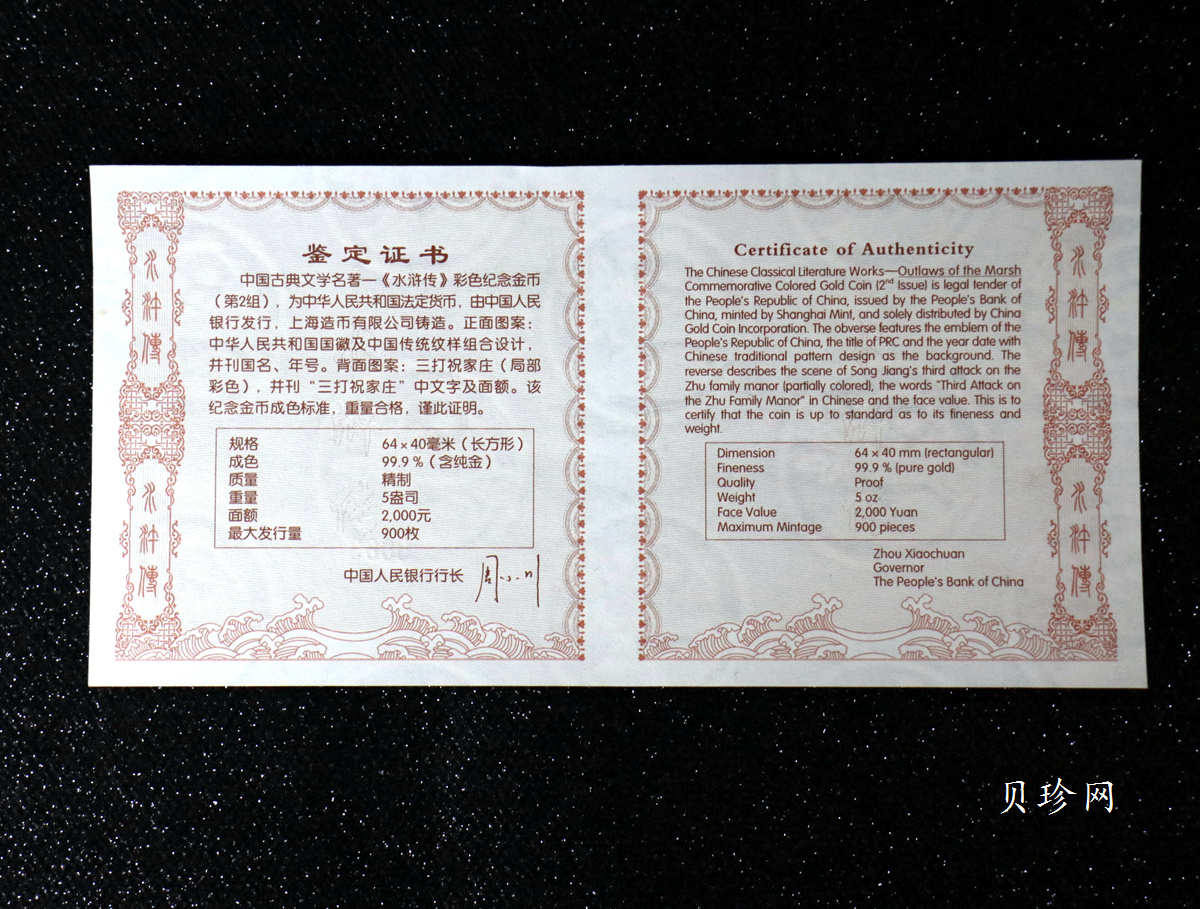 鉴定证书
中国古典文学名著—《水浒传》彩色纪念金币
（第2组），为中华人民共和国法定货币，由中国人民
银行发行，上海造币有限公司铸造。正面图案：
中华人民共和国国徽及中国传统纹样组合设计，
并刊国名、年号。背面图案：三打祝家庄（局部
彩色），并刊“三打祝家庄”中文字及面额。该
纪念金币成色标准，重量合格，谨此证明。
规格 64×40毫米（长方形）
成色 99.9％（含纯金）
质量 精制
重量 5盎司
面额 2,000元
最大发行量 900枚
中国人民银行行长 周小川
水浒傳
水浒傳
Certificate of Authenticity
The Chinese Classical Literature Works—Outlaws of the Marsh
Commemorative Colored Gold Coin (2nd Issue) is legal tender of
the People's Republic of China, issued by the People's Bank of
China, minted by Shanghai Mint, and solely distributed by China
Gold Coin Incorporation. The obverse features the emblem of the
People's Republic of China, the title of PRC and the year date with
Chinese traditional pattern design as the background. The
reverse describes the scene of Song Jiang's third attack on the
Zhu family manor (partially colored), the words "Third Attack on
the Zhu Family Manor" in Chinese and the face value. This is to
certify that the coin is up to standard as to its fineness and
weight.
Dimension 64 × 40 mm (rectangular)
Fineness 99.9 % (pure gold)
Quality Proof
Weight 5 oz
Face Value 2,000 Yuan
Maximum Mintage 900 pieces
Zhou Xiaochuan
Governor
The People's Bank of China
水浒傳
水浒傳
贝珍网